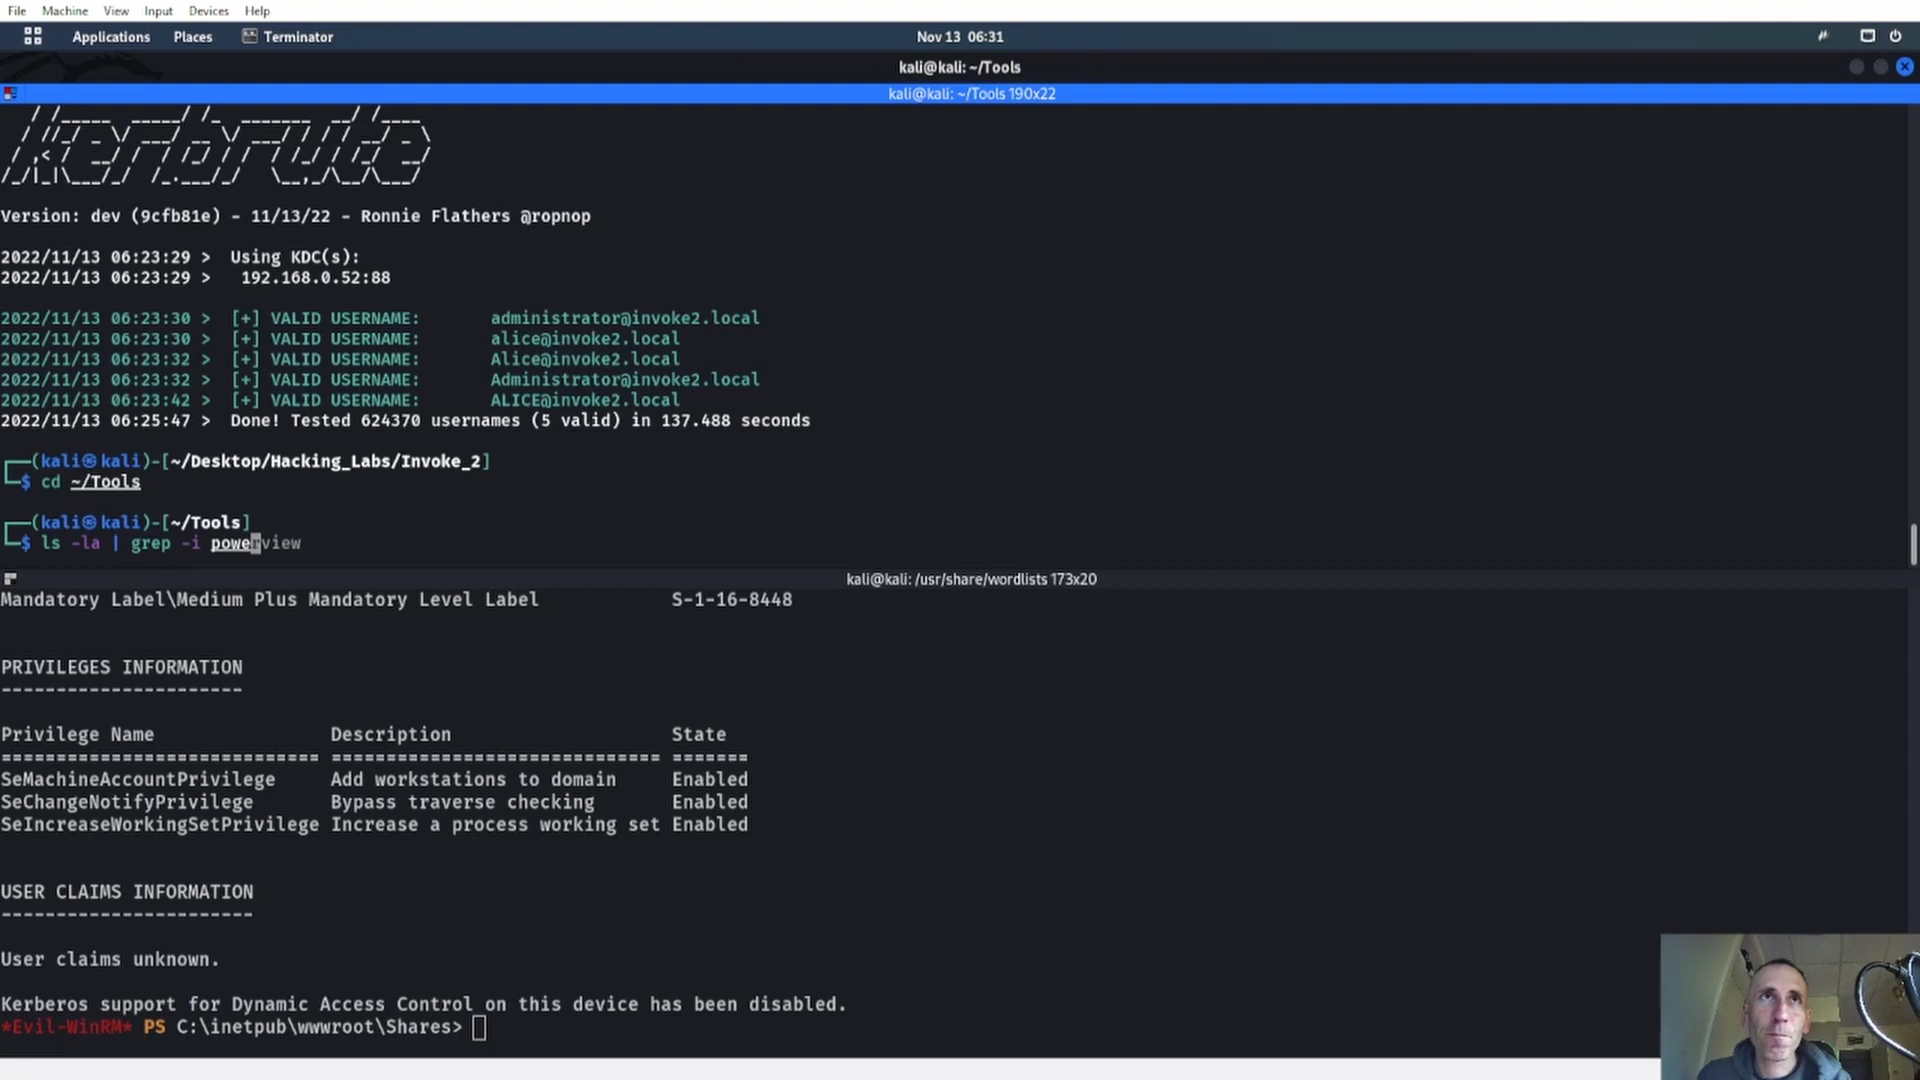 File Machine View Input Devices Help
Applications Places Terminator Nov 13 06:31
kali@kali: ~/Tools
kali@kali: ~/Tools 190x22
kerbrute
Version: dev (9cfb81e) - 11/13/22 - Ronnie Flathers @ropnop
2022/11/13 06:23:29 > Using KDC(s):
2022/11/13 06:23:29 > 192.168.0.52:88
2022/11/13 06:23:30 > [+] VALID USERNAME: administrator@invoke2.local
2022/11/13 06:23:30 > [+] VALID USERNAME: alice@invoke2.local
2022/11/13 06:23:32 > [+] VALID USERNAME: Alice@invoke2.local
2022/11/13 06:23:32 > [+] VALID USERNAME: Administrator@invoke2.local
2022/11/13 06:23:42 > [+] VALID USERNAME: ALICE@invoke2.local
2022/11/13 06:25:47 > Done! Tested 624370 usernames (5 valid) in 137.488 seconds
┌──(kali㉿kali)-[~/Desktop/Hacking_Labs/Invoke_2]
└─$ cd ~/Tools
┌──(kali㉿kali)-[~/Tools]
└─$ ls -la | grep -i powerview
kali@kali: /usr/share/wordlists 173x20
Mandatory Label\Medium Plus Mandatory Level Label S-1-16-8448
PRIVILEGES INFORMATION
----------------------
Privilege Name Description State
============================= ============================== =======
SeMachineAccountPrivilege Add workstations to domain Enabled
SeChangeNotifyPrivilege Bypass traverse checking Enabled
SeIncreaseWorkingSetPrivilege Increase a process working set Enabled
USER CLAIMS INFORMATION
-----------------------
User claims unknown.
Kerberos support for Dynamic Access Control on this device has been disabled.
*Evil-WinRM* PS C:\inetpub\wwwroot\Shares>